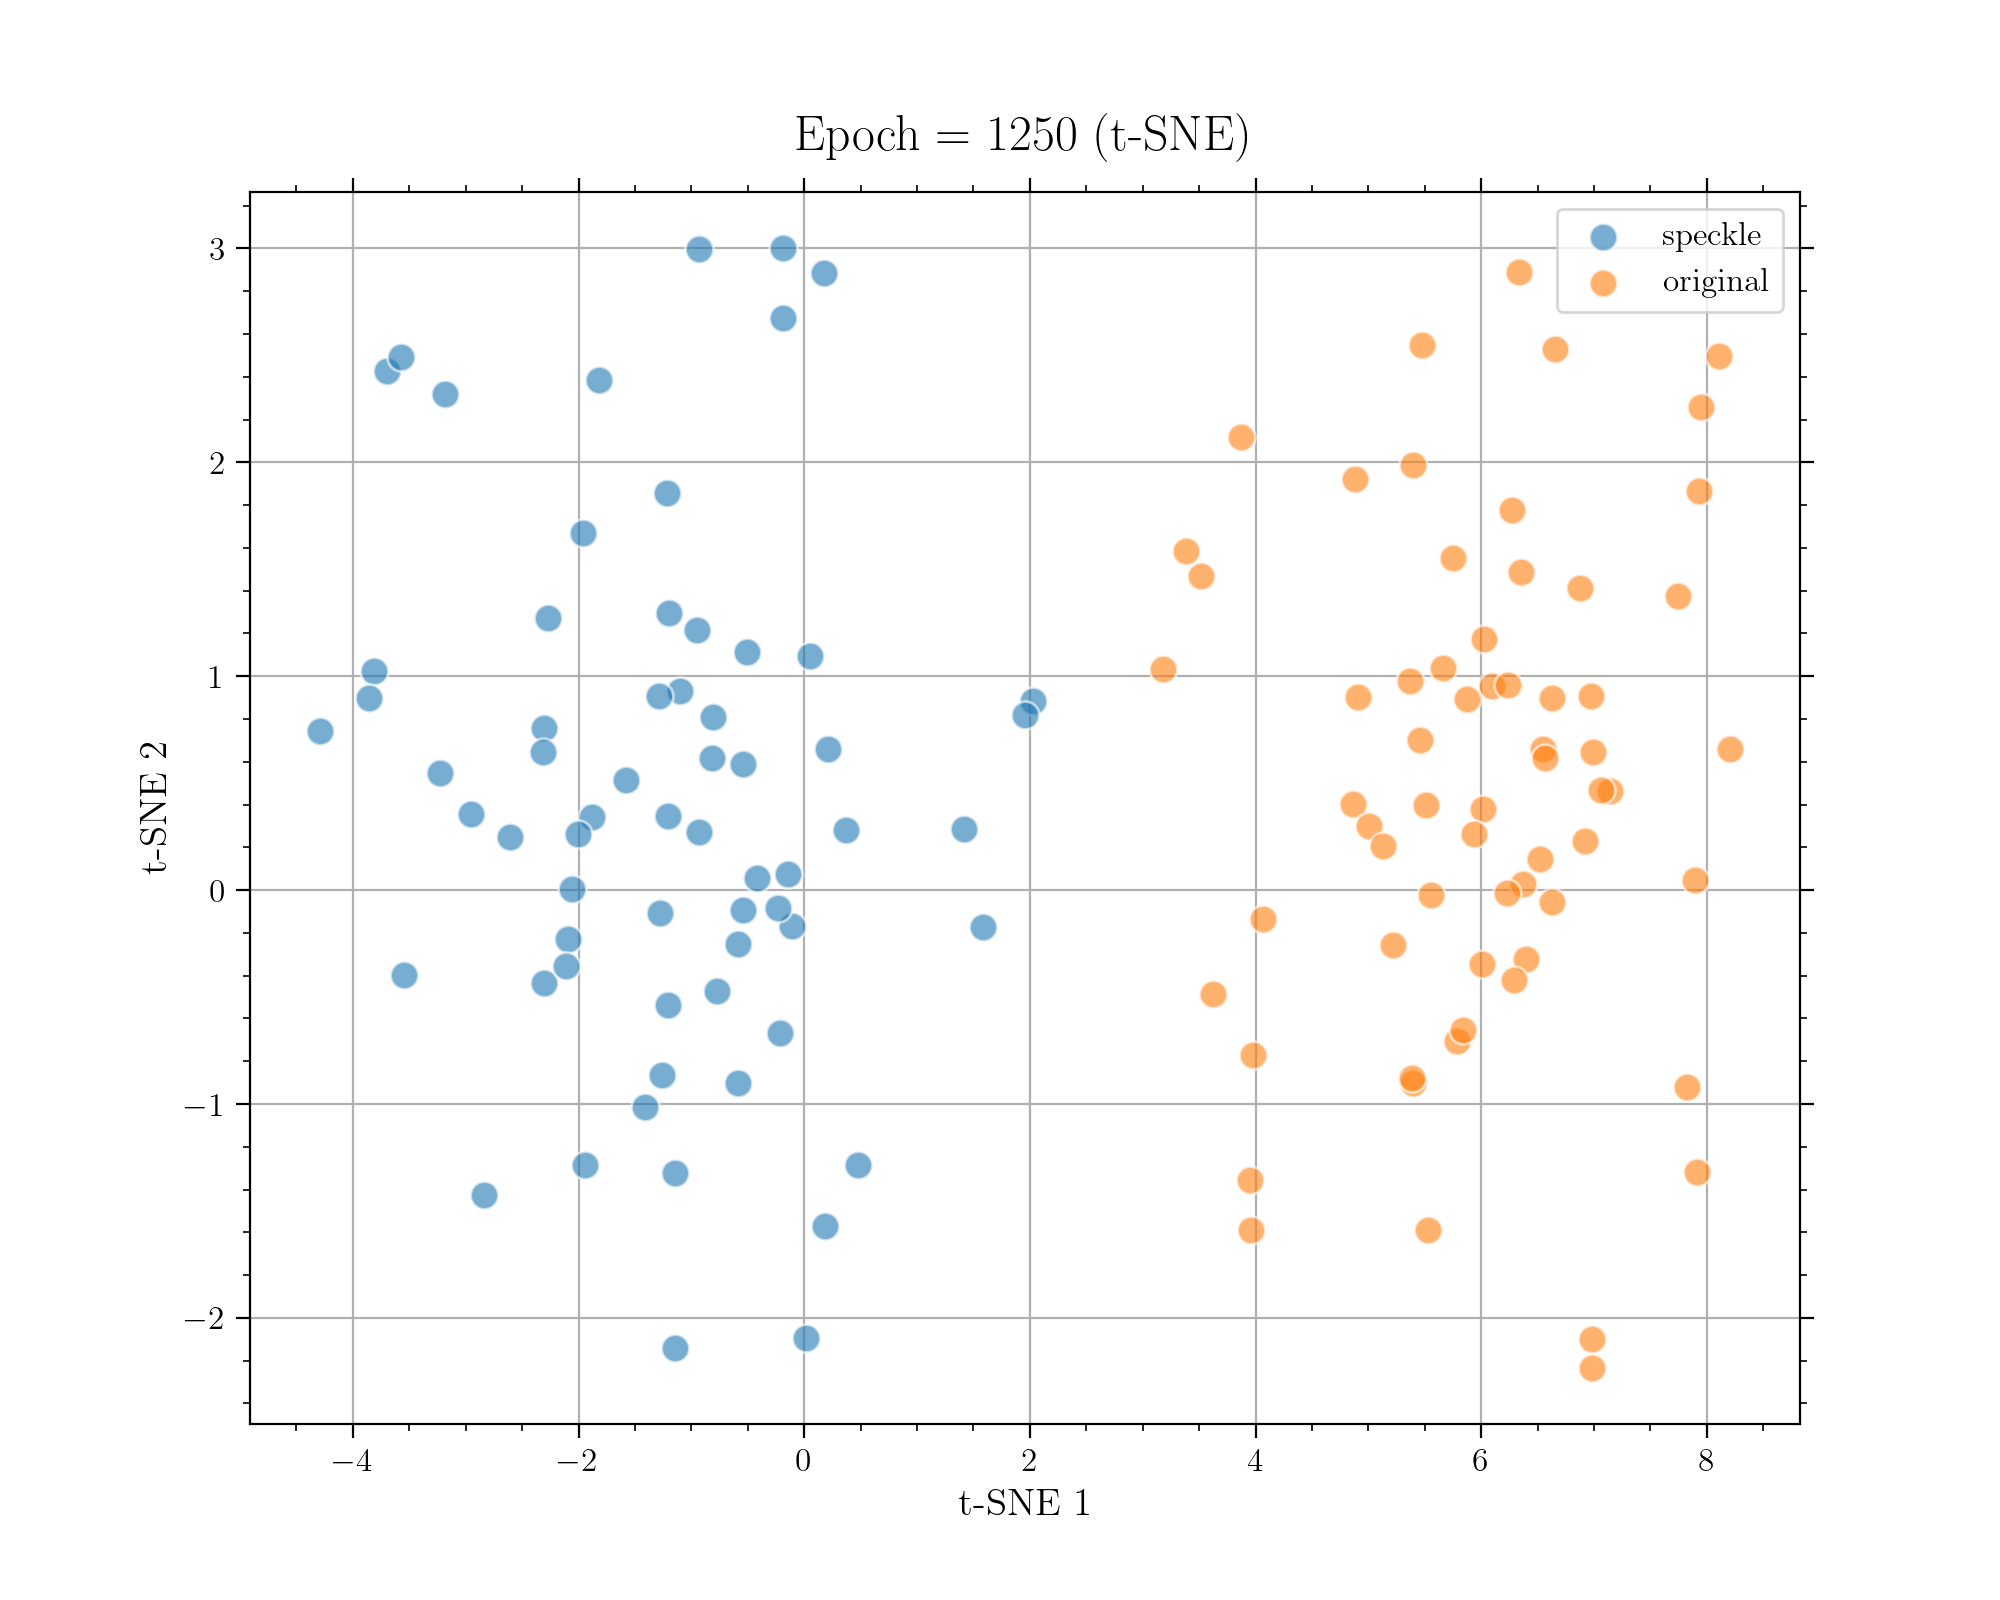 Epoch = 1250 (t-SNE)
speckle
original
3
2
1
0
−1
−2
t-SNE 2
−4 −2 0 2 4 6 8
t-SNE 1